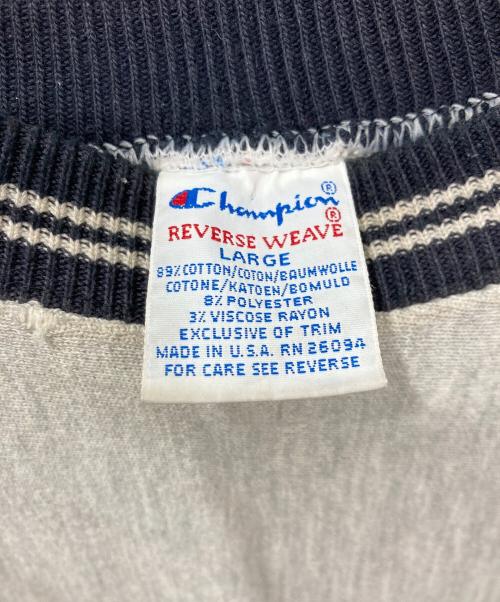 Champion®
REVERSE WEAVE®
LARGE
89% COTTON/COTON/BAUMWOLLE
COTONE/KATOEN/BOMULD
8% POLYESTER
3% VISCOSE RAYON
EXCLUSIVE OF TRIM
MADE IN U.S.A. RN 26094
FOR CARE SEE REVERSE